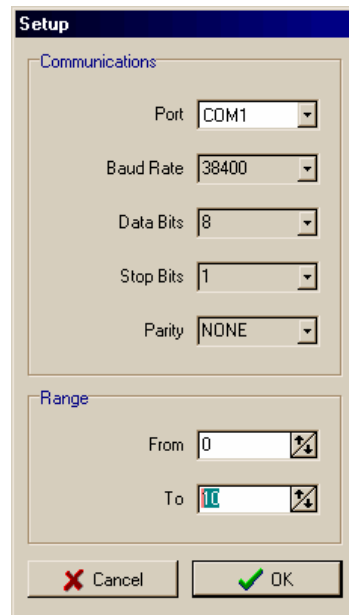 Setup
Communications
Port COM1
Baud Rate 38400
Data Bits 8
Stop Bits 1
Parity NONE
Range
From 0
To 10
Cancel OK